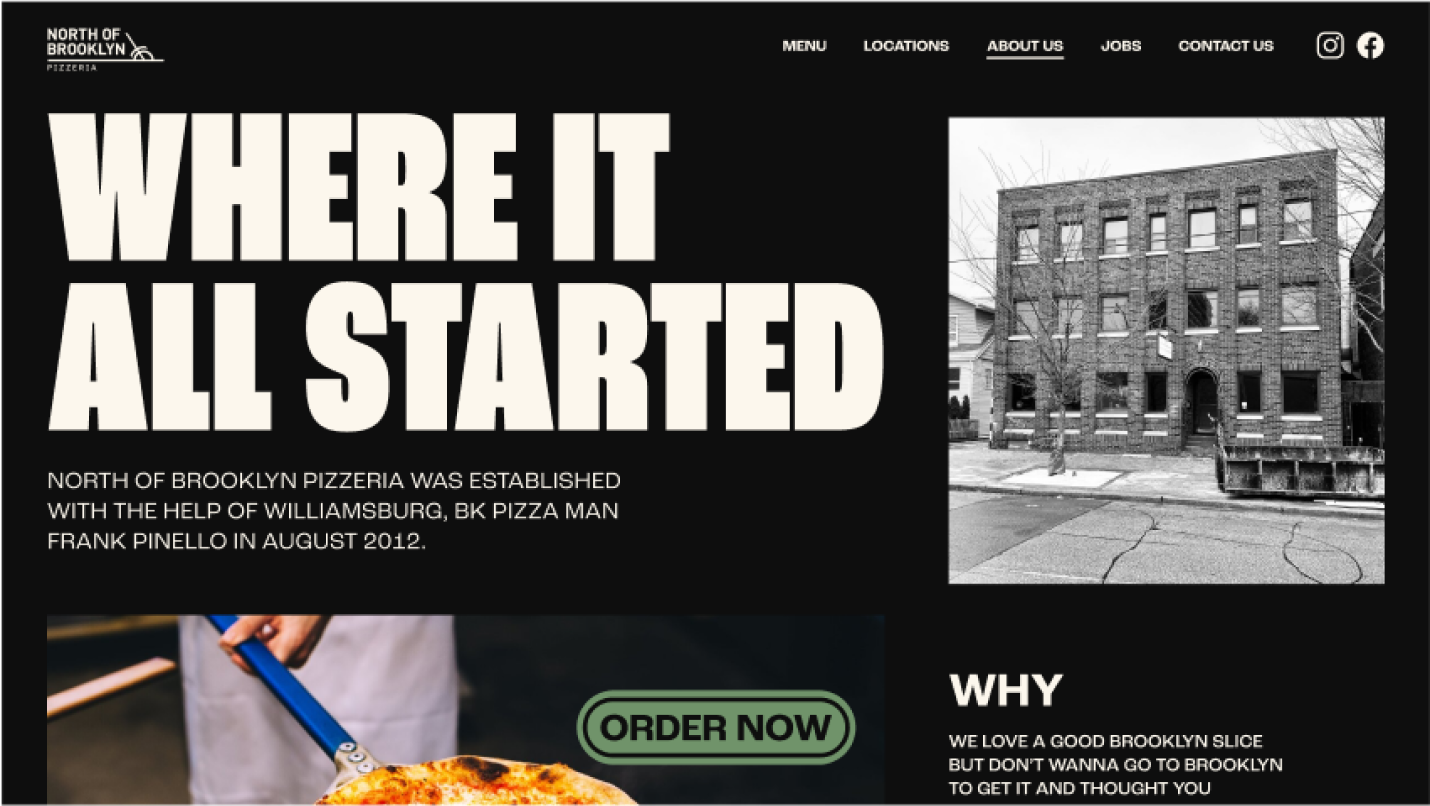 NORTH OF
BROOKLYN
PIZZERIA
MENU LOCATIONS ABOUT US JOBS CONTACT US
WHERE IT
ALL STARTED
NORTH OF BROOKLYN PIZZERIA WAS ESTABLISHED
WITH THE HELP OF WILLIAMSBURG, BK PIZZA MAN
FRANK PINELLO IN AUGUST 2012.
ORDER NOW
WHY
WE LOVE A GOOD BROOKLYN SLICE
BUT DON'T WANNA GO TO BROOKLYN
TO GET IT AND THOUGHT YOU